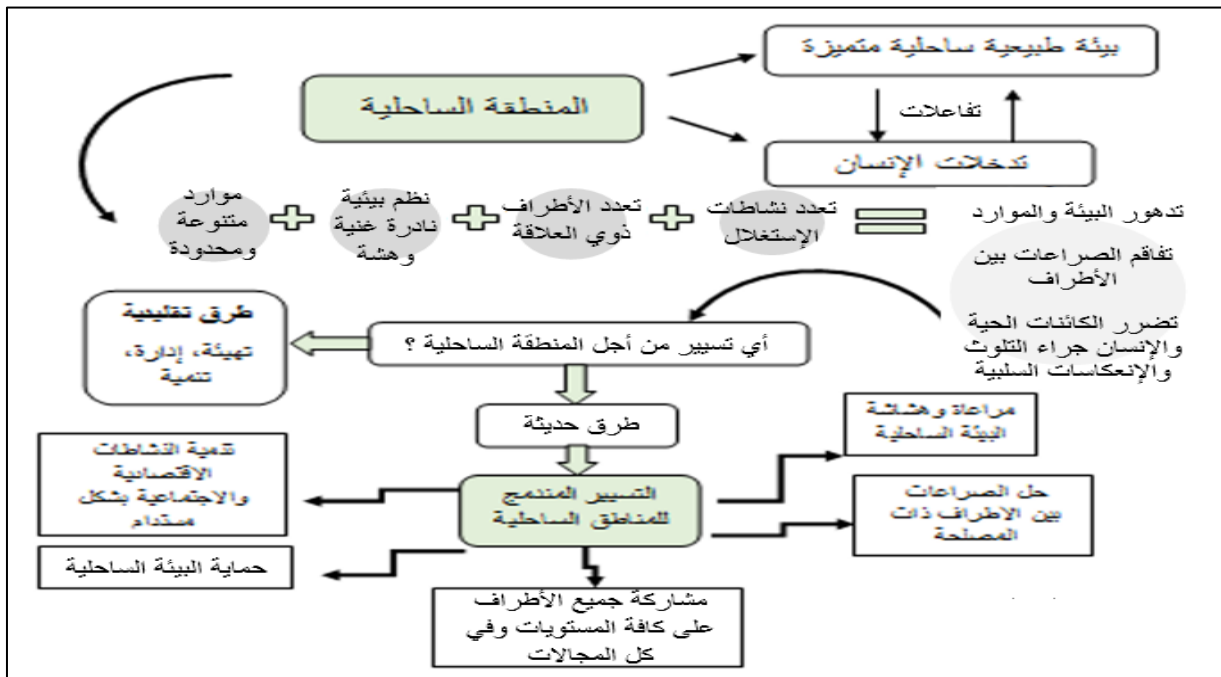 بيئة طبيعية ساحلية متميزة
المنطقة الساحلية
تفاعلات
تدخلات الإنسان
موارد
متنوعة
ومحدودة
نظم بيئية
نادرة غنية
وهشة
تعدد الأطراف
ذوي العلاقة
تعدد نشاطات
الإستغلال
تدهور البيئة والموارد
تفاقم الصراعات بين
الأطراف
تضرر الكائنات الحية
والإنسان جراء التلوث
والإنعكاسات السلبية
أي تسيير من أجل المنطقة الساحلية ؟
طرق تقليدية
تهيئة، إدارة،
تنمية
طرق حديثة
التسيير المندمج
للمناطق الساحلية
مراعاة وهشاشة
البيئة الساحلية
حل الصراعات
بين الاطراف ذات
المصلحة
تنمية النشاطات
الاقتصادية
والاجتماعية بشكل
مستدام
حماية البيئة الساحلية
مشاركة جميع الأطراف
على كافة المستويات وفي
كل المجالات